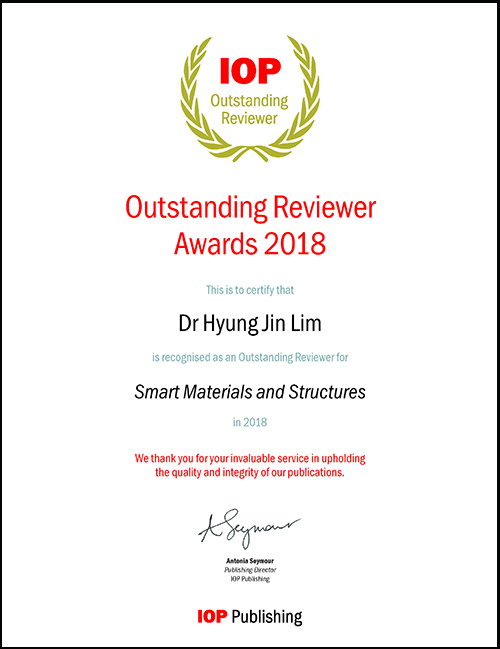 IOP
Outstanding
Reviewer
Outstanding Reviewer
Awards 2018
This is to certify that
Dr Hyung Jin Lim
is recognised as an Outstanding Reviewer for
Smart Materials and Structures
in 2018
We thank you for your invaluable service in upholding
the quality and integrity of our publications.
A Seymour
Antonia Seymour
Publishing Director
IOP Publishing
IOP Publishing